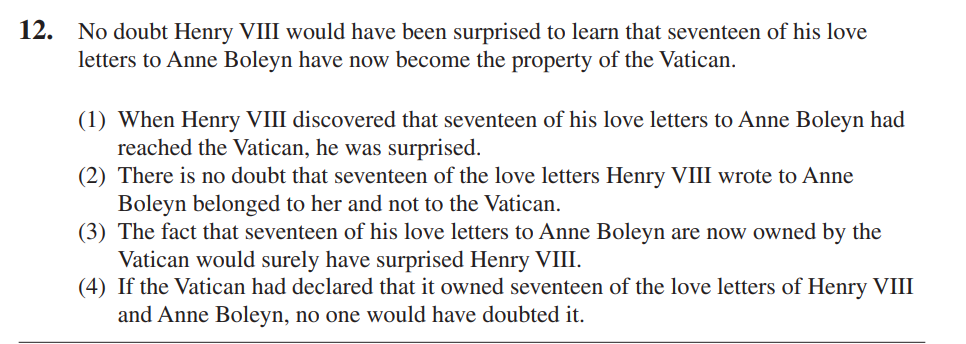 12. No doubt Henry VIII would have been surprised to learn that seventeen of his love
letters to Anne Boleyn have now become the property of the Vatican.
(1) When Henry VIII discovered that seventeen of his love letters to Anne Boleyn had
reached the Vatican, he was surprised.
(2) There is no doubt that seventeen of the love letters Henry VIII wrote to Anne
Boleyn belonged to her and not to the Vatican.
(3) The fact that seventeen of his love letters to Anne Boleyn are now owned by the
Vatican would surely have surprised Henry VIII.
(4) If the Vatican had declared that it owned seventeen of the love letters of Henry VIII
and Anne Boleyn, no one would have doubted it.